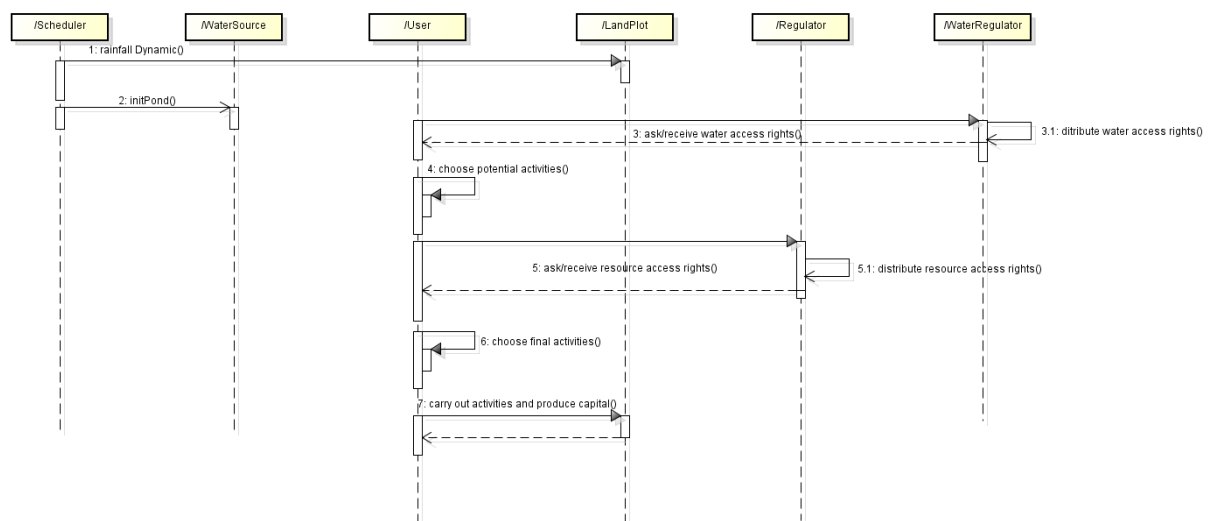 /Scheduler
/WaterSource
/User
/LandPlot
/Regulator
/WaterRegulator
1: rainfall Dynamic()
2: initPond()
3: ask/receive water access rights()
3.1: ditribute water access rights()
4: choose potential activities()
5: ask/receive resource access rights()
5.1: distribute resource access rights()
6: choose final activities()
7: carry out activities and produce capital()